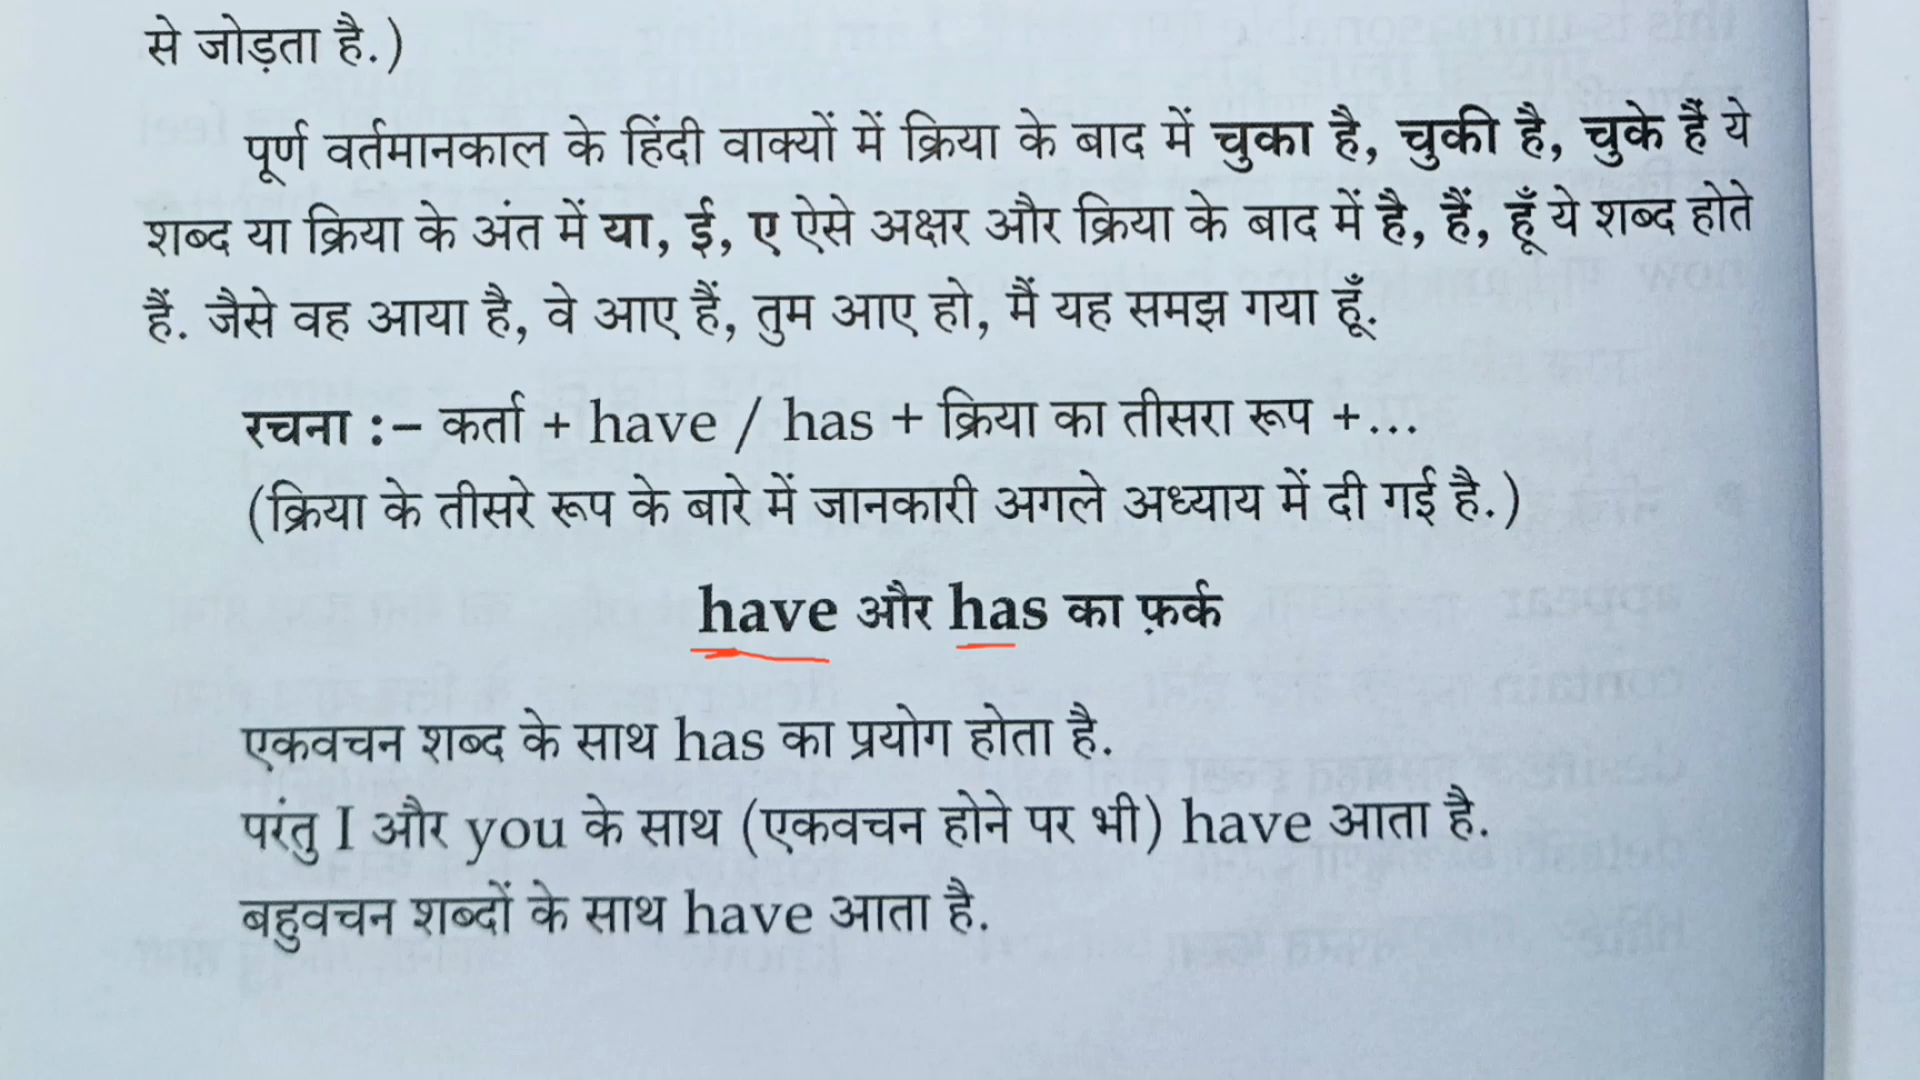 से जोड़ता है.)
पूर्ण वर्तमानकाल के हिंदी वाक्यों में क्रिया के बाद में चुका है, चुकी है, चुके हैं ये
शब्द या क्रिया के अंत में या, ई, ए ऐसे अक्षर और क्रिया के बाद में है, हैं, हूँ ये शब्द होते
हैं. जैसे वह आया है, वे आए हैं, तुम आए हो, मैं यह समझ गया हूँ.
रचना :– कर्ता + have / has + क्रिया का तीसरा रूप +...
(क्रिया के तीसरे रूप के बारे में जानकारी अगले अध्याय में दी गई है.)
have और has का फ़र्क
एकवचन शब्द के साथ has का प्रयोग होता है.
परंतु I और you के साथ (एकवचन होने पर भी) have आता है.
बहुवचन शब्दों के साथ have आता है.